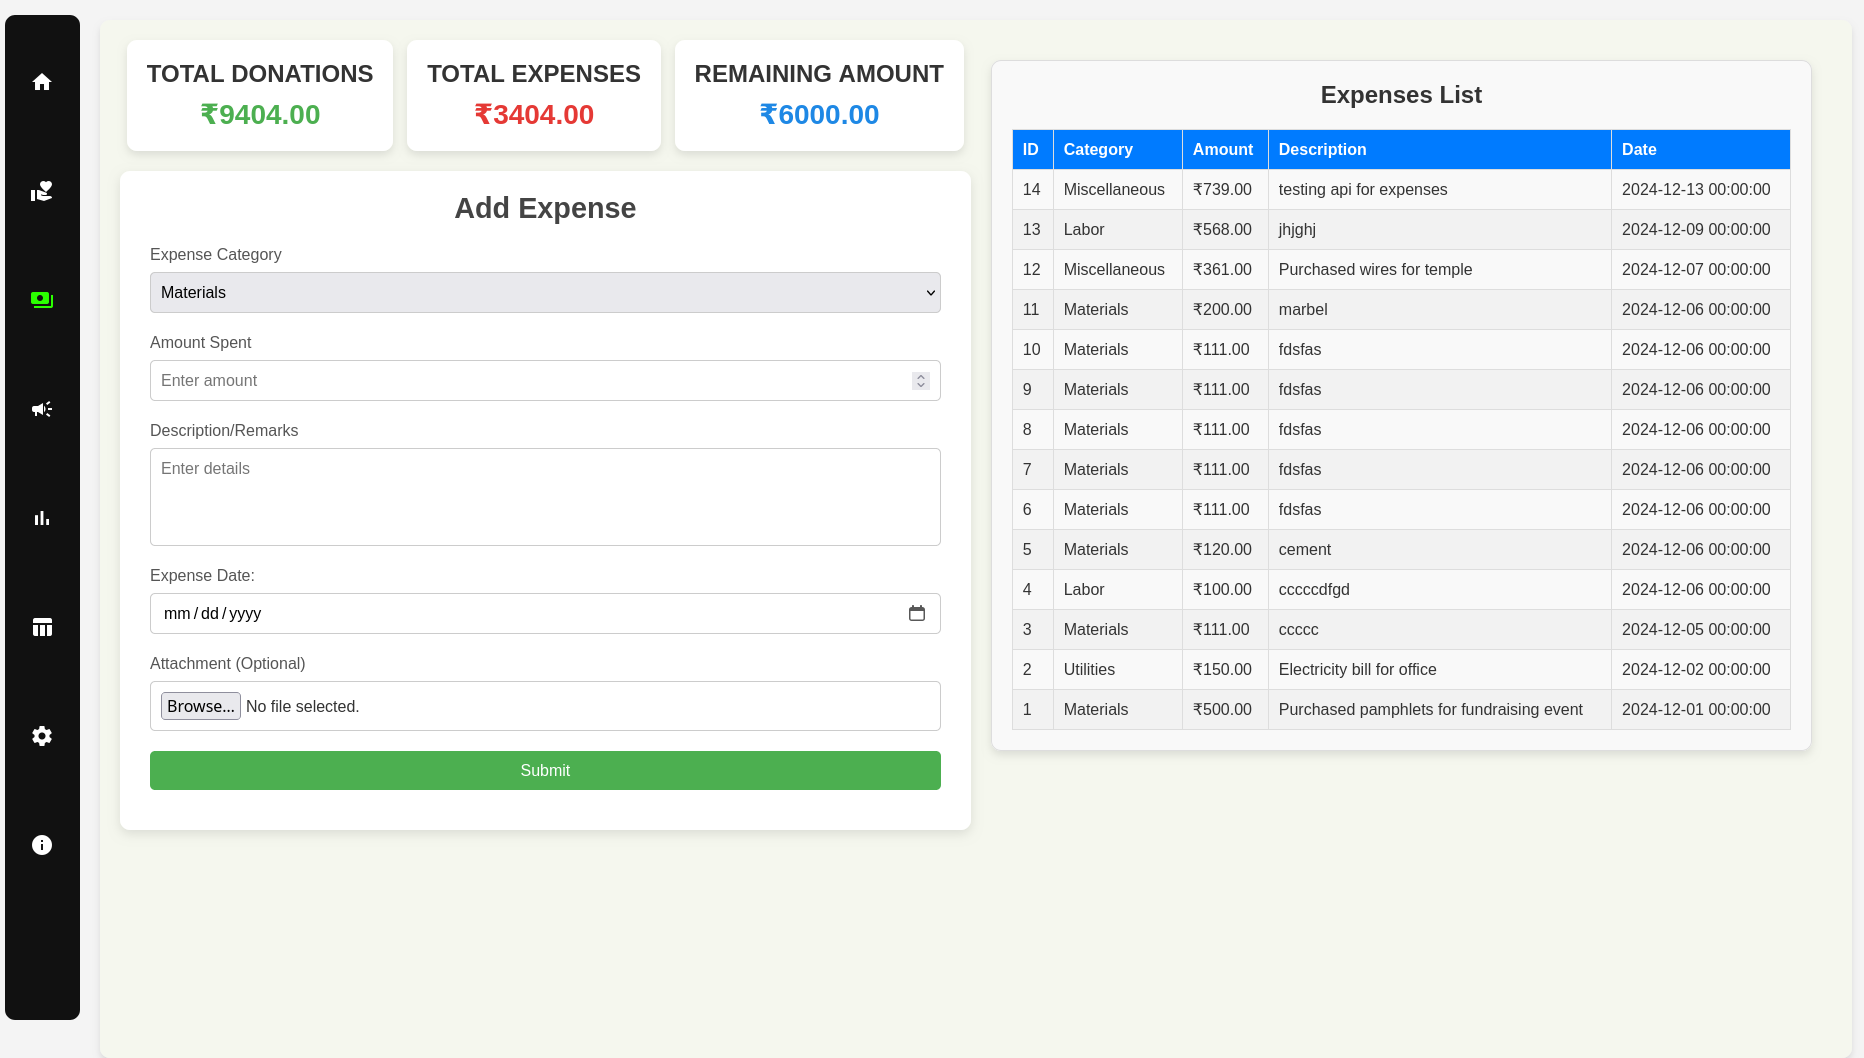 TOTAL DONATIONS
₹9404.00
TOTAL EXPENSES
₹3404.00
REMAINING AMOUNT
₹6000.00
Add Expense
Expense Category
Materials
Amount Spent
Enter amount
Description/Remarks
Enter details
Expense Date:
mm/dd/yyyy
Attachment (Optional)
Browse... No file selected.
Submit
Expenses List
ID Category Amount Description Date
14 Miscellaneous ₹739.00 testing api for expenses 2024-12-13 00:00:00
13 Labor ₹568.00 jhjghj 2024-12-09 00:00:00
12 Miscellaneous ₹361.00 Purchased wires for temple 2024-12-07 00:00:00
11 Materials ₹200.00 marbel 2024-12-06 00:00:00
10 Materials ₹111.00 fdsfas 2024-12-06 00:00:00
9 Materials ₹111.00 fdsfas 2024-12-06 00:00:00
8 Materials ₹111.00 fdsfas 2024-12-06 00:00:00
7 Materials ₹111.00 fdsfas 2024-12-06 00:00:00
6 Materials ₹111.00 fdsfas 2024-12-06 00:00:00
5 Materials ₹120.00 cement 2024-12-06 00:00:00
4 Labor ₹100.00 cccccdfgd 2024-12-06 00:00:00
3 Materials ₹111.00 ccccc 2024-12-05 00:00:00
2 Utilities ₹150.00 Electricity bill for office 2024-12-02 00:00:00
1 Materials ₹500.00 Purchased pamphlets for fundraising event 2024-12-01 00:00:00